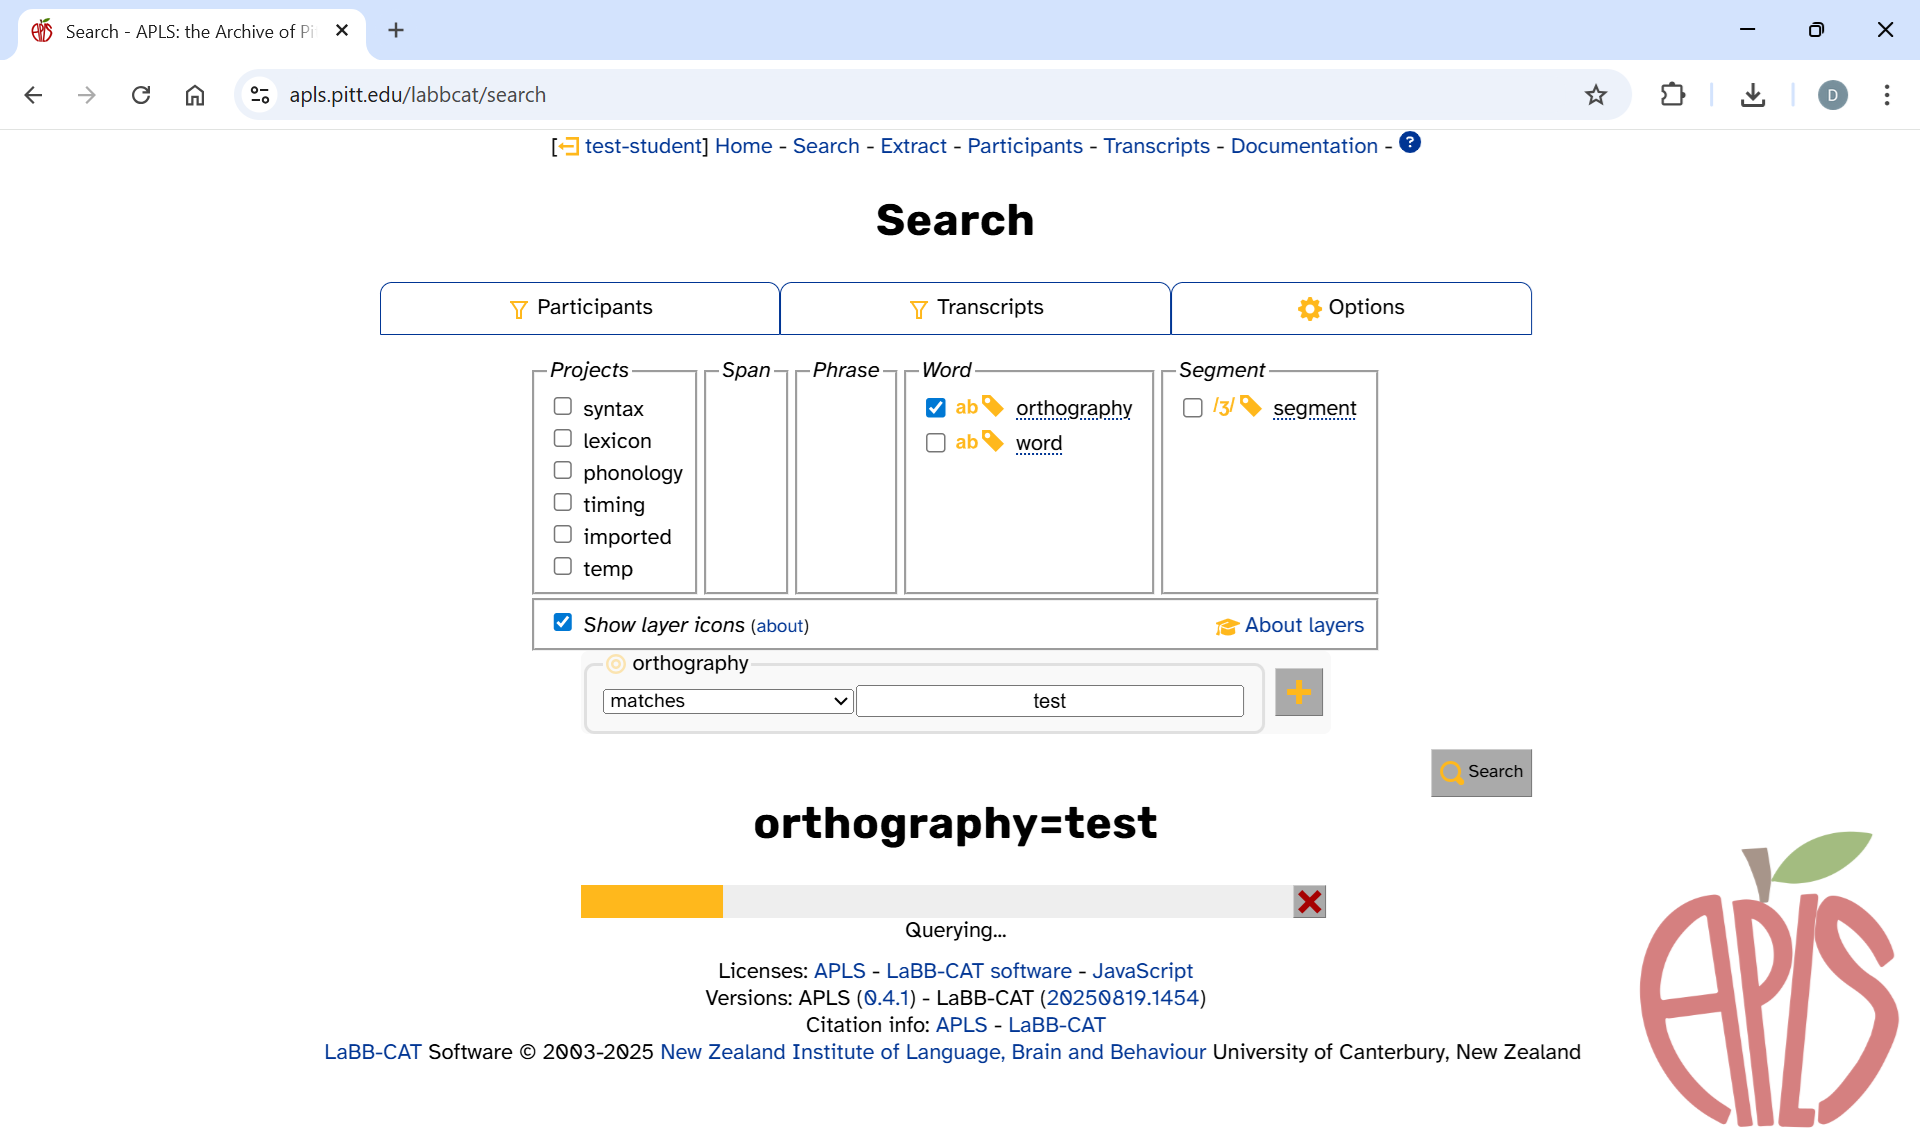 Search - APLS: the Archive of Pi
apls.pitt.edu/labbcat/search
D
[test-student] Home - Search - Extract - Participants - Transcripts - Documentation - ?
Search
Participants
Transcripts
Options
Projects
Span
Phrase
Word
Segment
syntax
lexicon
phonology
timing
imported
temp
ab orthography
ab word
/ʒ/ segment
Show layer icons (about)
About layers
orthography
matches
test
Search
orthography=test
Querying...
Licenses: APLS - LaBB-CAT software - JavaScript
Versions: APLS (0.4.1) - LaBB-CAT (20250819.1454)
Citation info: APLS - LaBB-CAT
LaBB-CAT Software © 2003-2025 New Zealand Institute of Language, Brain and Behaviour University of Canterbury, New Zealand
APLS